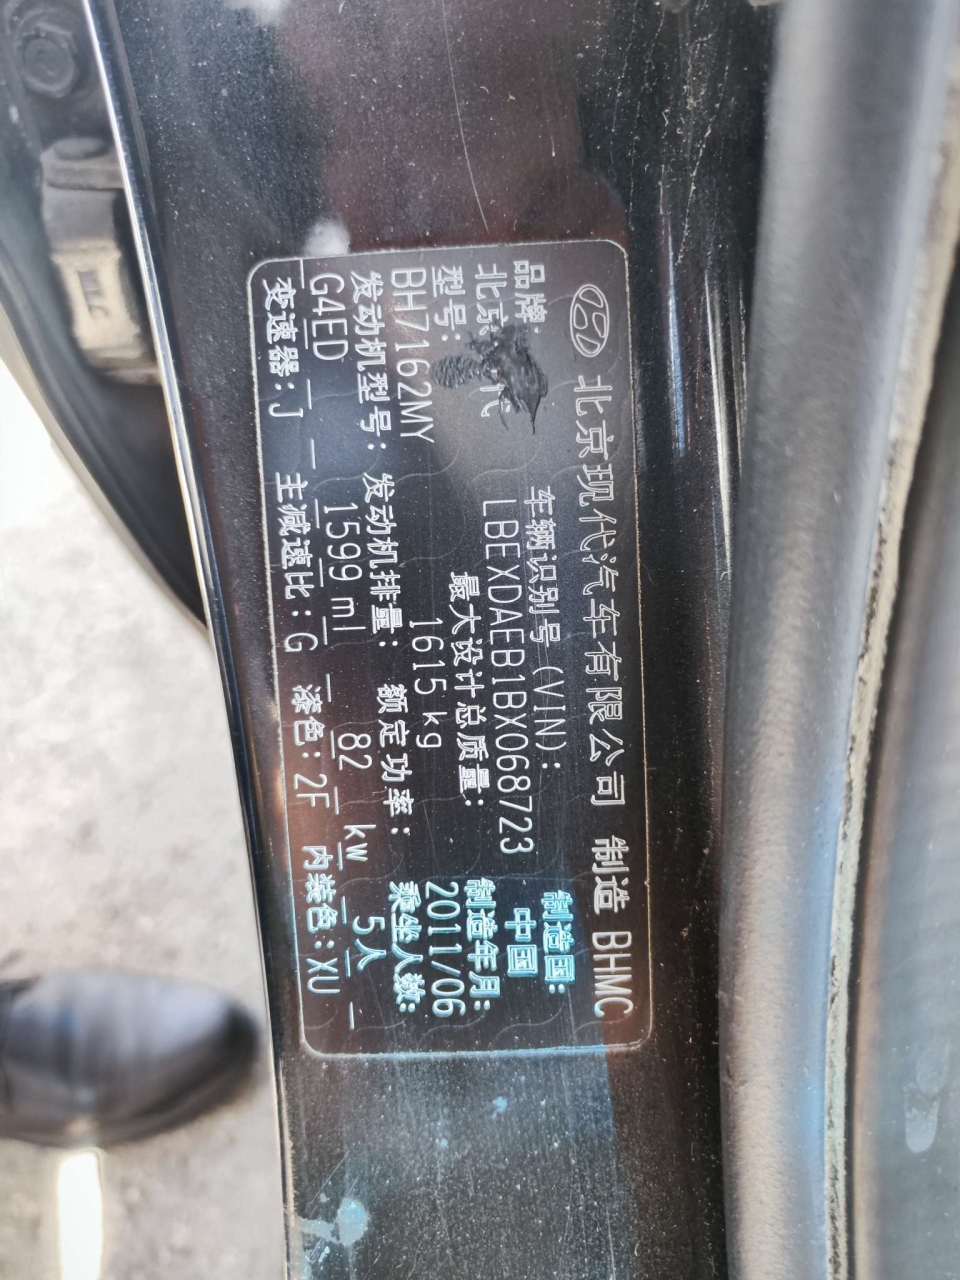 北京现代汽车有限公司 制造 BHMC
品牌: 车辆识别号(VIN): 制造国:
北京 代 LBEXDAEB1BX068723 中国
型号: 最大设计总质量: 制造年月:
BH7162MY 1615 kg 2011/06
发动机型号: 发动机排量: 额定功率: 乘坐人数:
G4ED 1599 ml 82 kw 5人
变速器: J 主减速比: G 漆色: 2F 内装色: XU